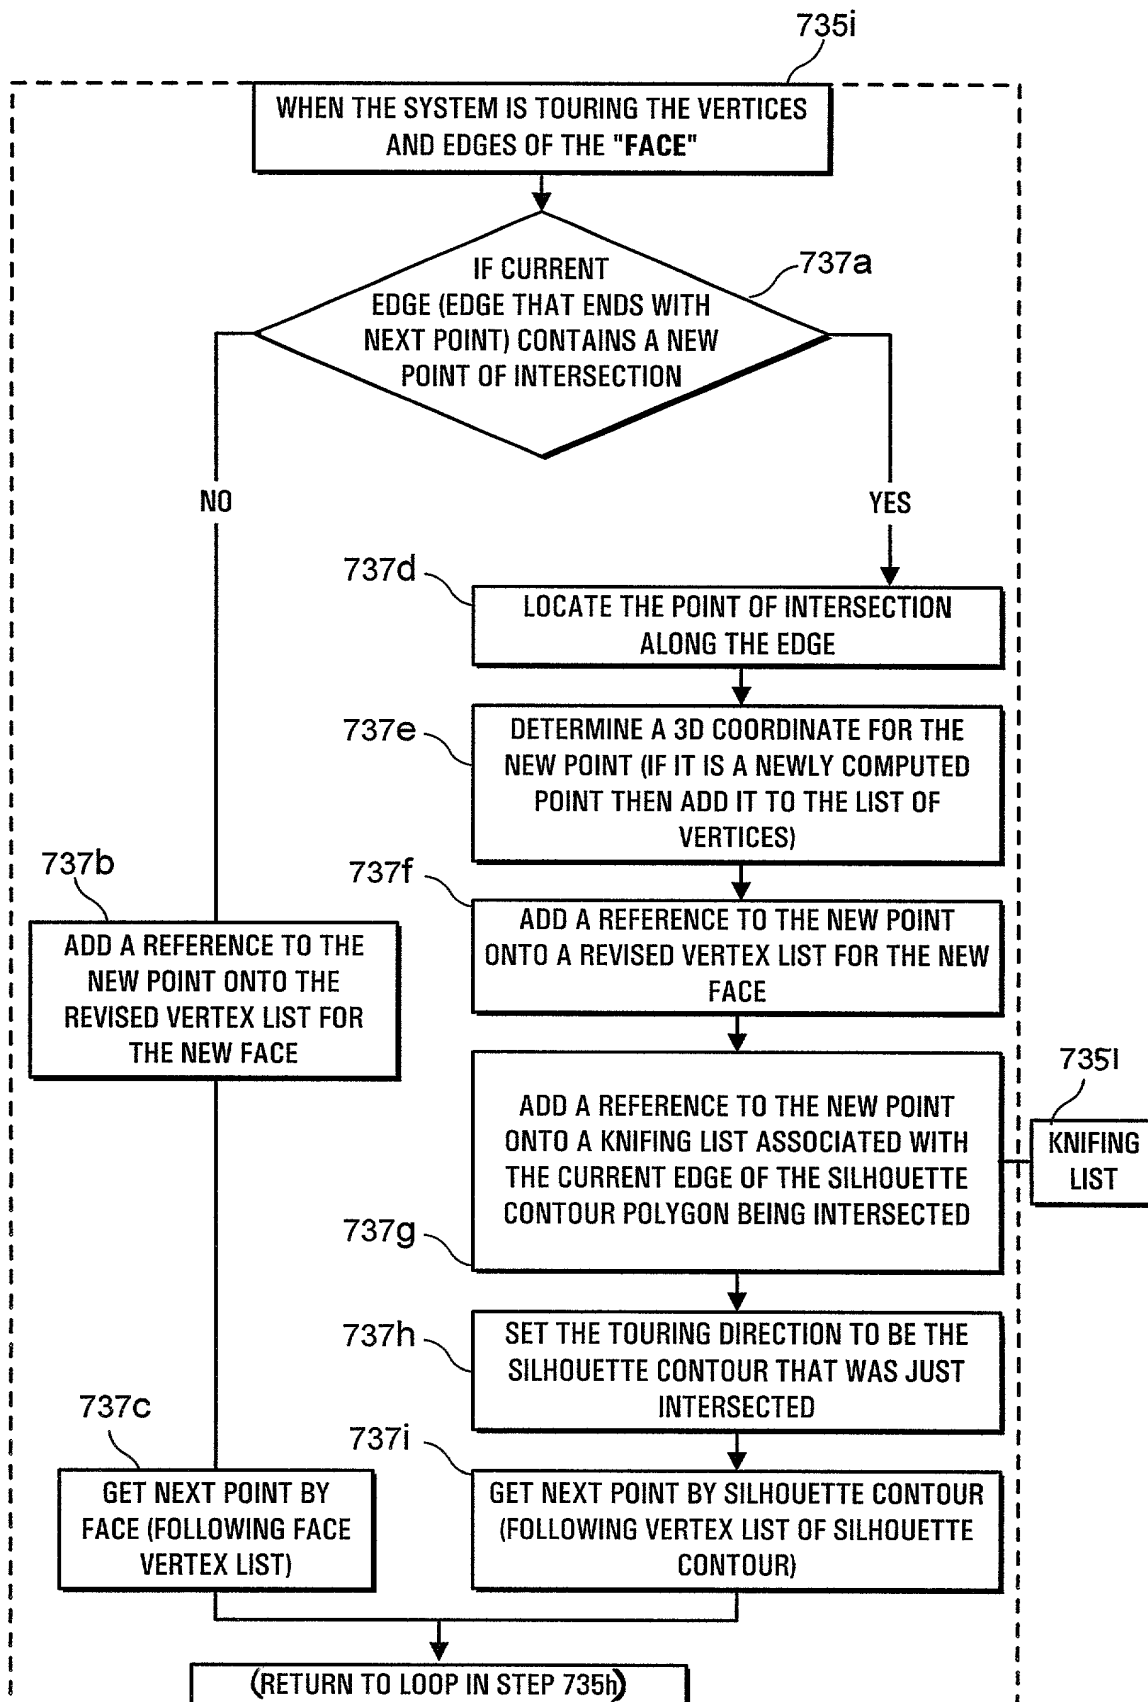 735i
WHEN THE SYSTEM IS TOURING THE VERTICES
AND EDGES OF THE "FACE"
737a
IF CURRENT
EDGE (EDGE THAT ENDS WITH
NEXT POINT) CONTAINS A NEW
POINT OF INTERSECTION
NO
YES
737d
LOCATE THE POINT OF INTERSECTION
ALONG THE EDGE
737e
DETERMINE A 3D COORDINATE FOR THE
NEW POINT (IF IT IS A NEWLY COMPUTED
POINT THEN ADD IT TO THE LIST OF
VERTICES)
737b
ADD A REFERENCE TO THE
NEW POINT ONTO THE
REVISED VERTEX LIST FOR
THE NEW FACE
737f
ADD A REFERENCE TO THE NEW POINT
ONTO A REVISED VERTEX LIST FOR THE NEW
FACE
737g
ADD A REFERENCE TO THE NEW POINT
ONTO A KNIFING LIST ASSOCIATED WITH
THE CURRENT EDGE OF THE SILHOUETTE
CONTOUR POLYGON BEING INTERSECTED
735l
KNIFING
LIST
737h
SET THE TOURING DIRECTION TO BE THE
SILHOUETTE CONTOUR THAT WAS JUST
INTERSECTED
737c
GET NEXT POINT BY
FACE (FOLLOWING FACE
VERTEX LIST)
737i
GET NEXT POINT BY SILHOUETTE CONTOUR
(FOLLOWING VERTEX LIST OF SILHOUETTE
CONTOUR)
(RETURN TO LOOP IN STEP 735h)